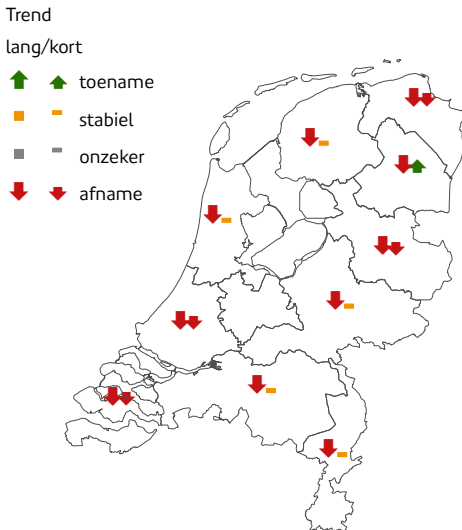 Trend
lang/kort
toename
stabiel
onzeker
afname